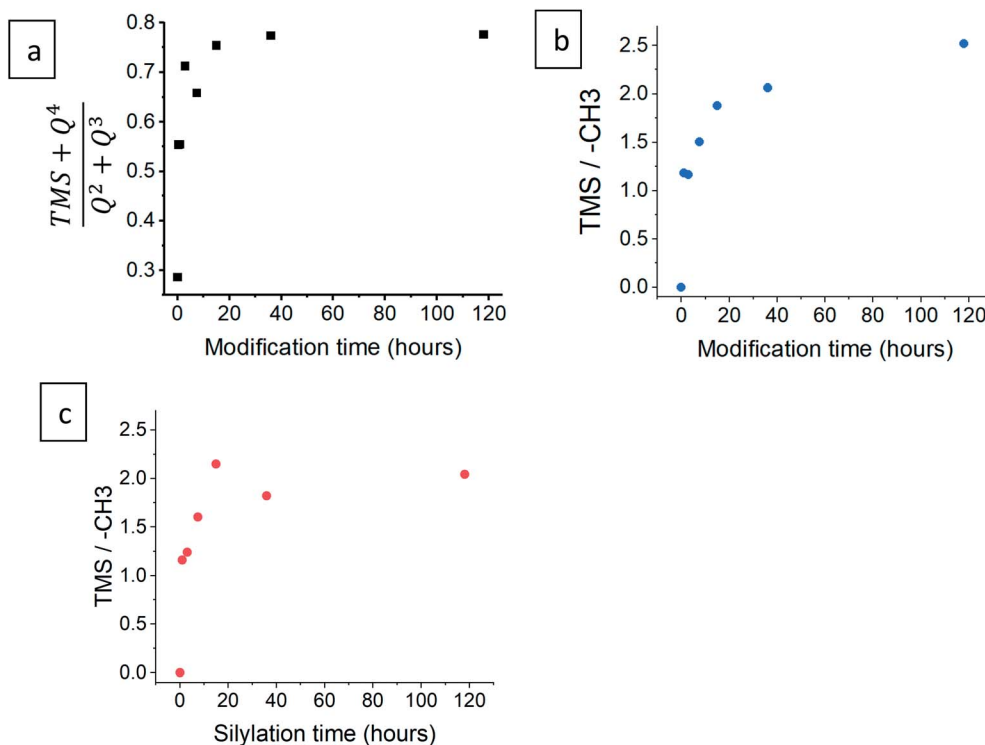 a
0.8
0.7
0.6
0.5
0.4
0.3
TMS + Q⁴
Q² + Q³
0 20 40 60 80 100 120
Modification time (hours)
b
2.5
2.0
1.5
1.0
0.5
0.0
TMS / -CH3
0 20 40 60 80 100 120
Modification time (hours)
c
2.5
2.0
1.5
1.0
0.5
0.0
TMS / -CH3
0 20 40 60 80 100 120
Silylation time (hours)